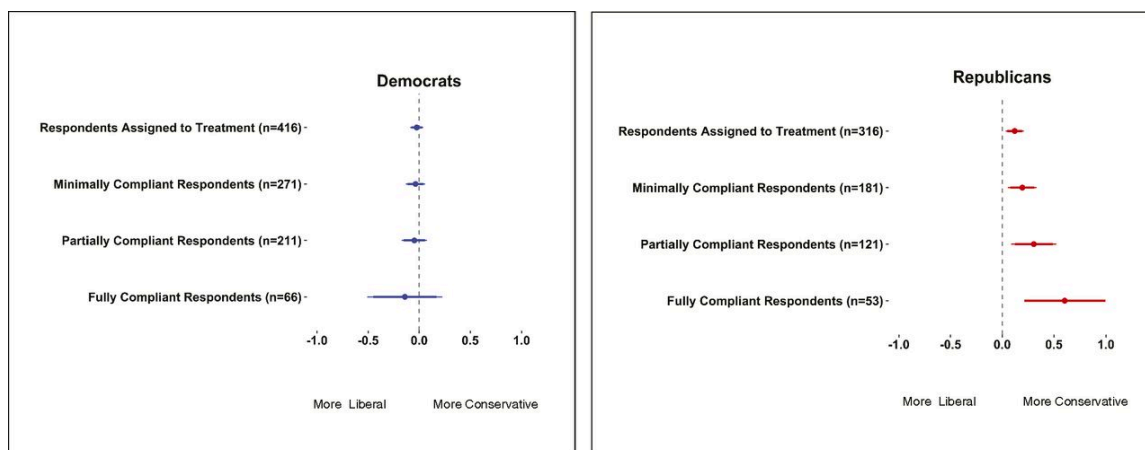 Democrats
Respondents Assigned to Treatment (n=416)
Minimally Compliant Respondents (n=271)
Partially Compliant Respondents (n=211)
Fully Compliant Respondents (n=66)
-1.0 -0.5 0.0 0.5 1.0
More Liberal More Conservative
Republicans
Respondents Assigned to Treatment (n=316)
Minimally Compliant Respondents (n=181)
Partially Compliant Respondents (n=121)
Fully Compliant Respondents (n=53)
-1.0 -0.5 0.0 0.5 1.0
More Liberal More Conservative